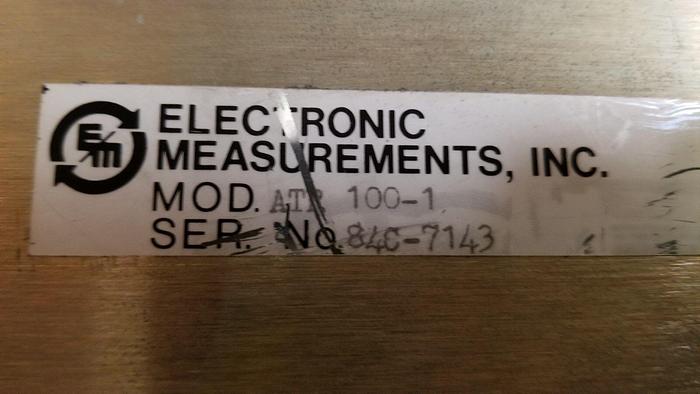 E/m ELECTRONIC
MEASUREMENTS, INC.
MOD. ATR 100-1
SER. No. 84C-7143